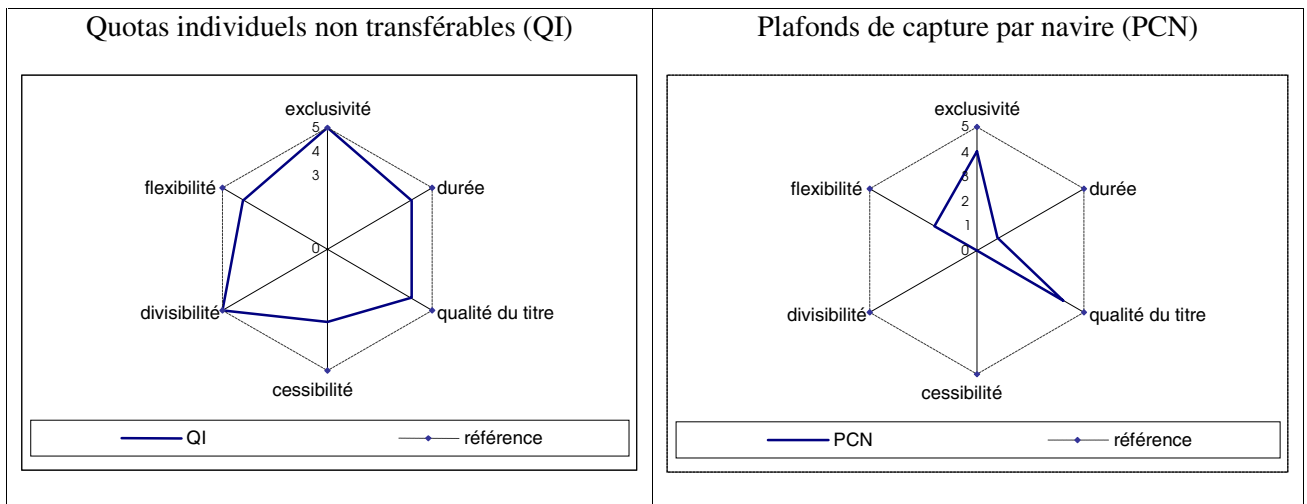 Quotas individuels non transférables (QI)
exclusivité
5
4
3
0
flexibilité
durée
divisibilité
qualité du titre
cessibilité
QI
référence
Plafonds de capture par navire (PCN)
exclusivité
5
4
3
2
1
0
flexibilité
durée
divisibilité
qualité du titre
cessibilité
PCN
référence